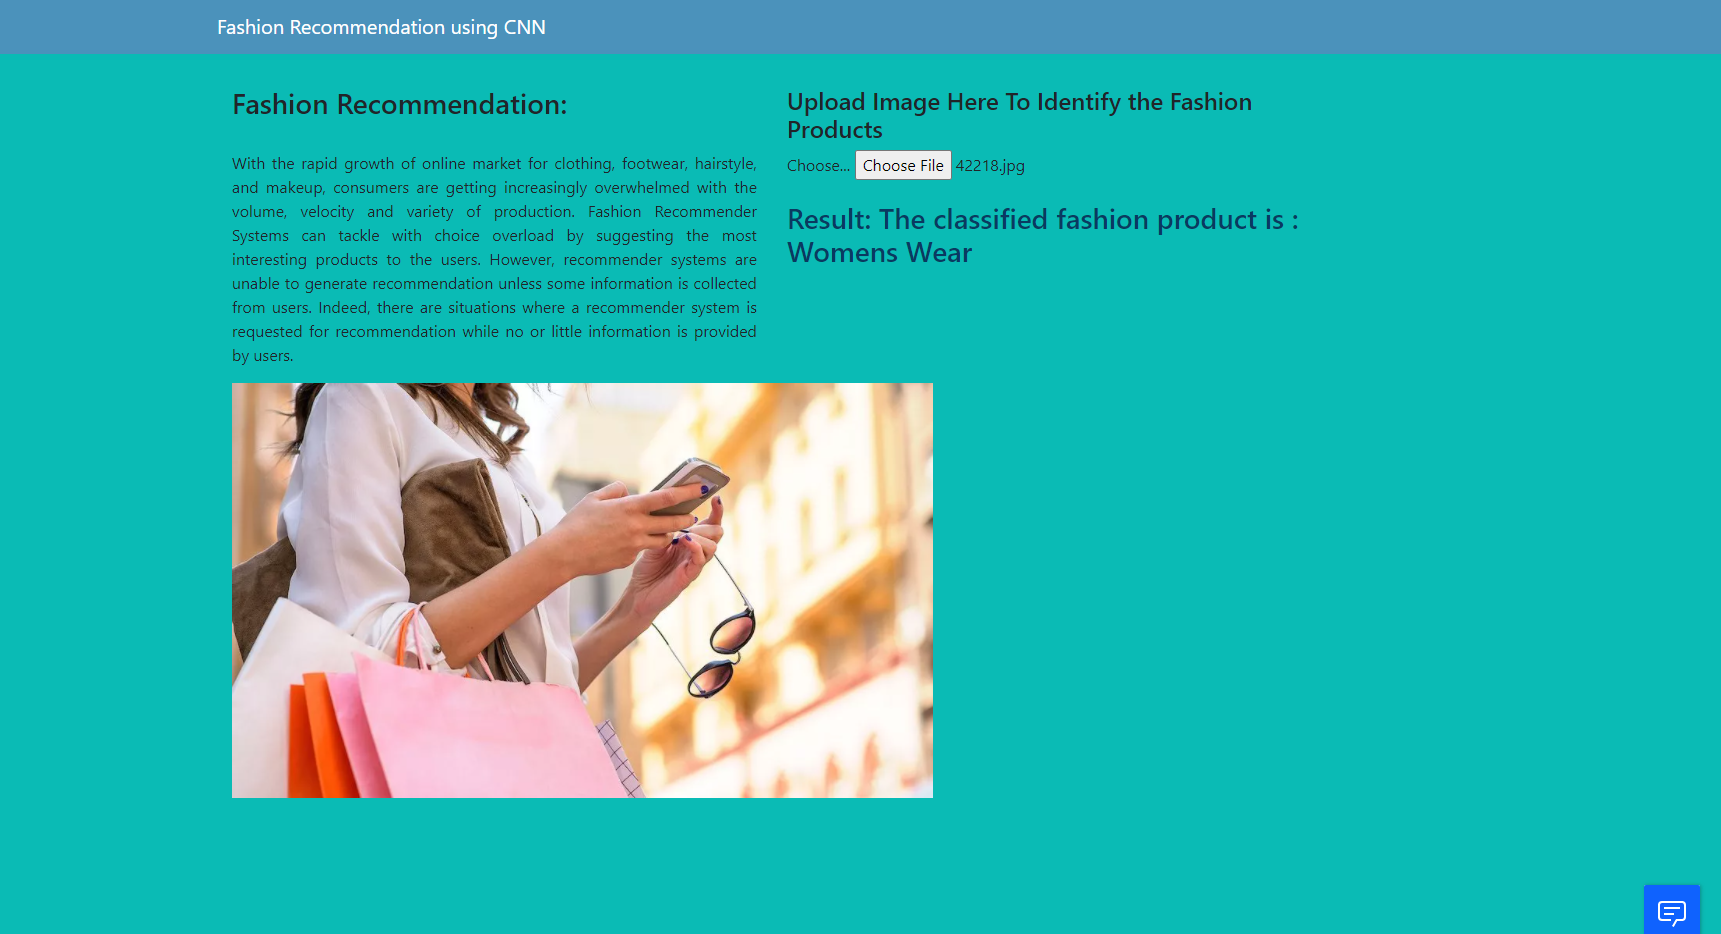 Fashion Recommendation using CNN
Fashion Recommendation:
With the rapid growth of online market for clothing, footwear, hairstyle,
and makeup, consumers are getting increasingly overwhelmed with the
volume, velocity and variety of production. Fashion Recommender
Systems can tackle with choice overload by suggesting the most
interesting products to the users. However, recommender systems are
unable to generate recommendation unless some information is collected
from users. Indeed, there are situations where a recommender system is
requested for recommendation while no or little information is provided
by users.
Upload Image Here To Identify the Fashion
Products
Choose... Choose File 42218.jpg
Result: The classified fashion product is :
Womens Wear